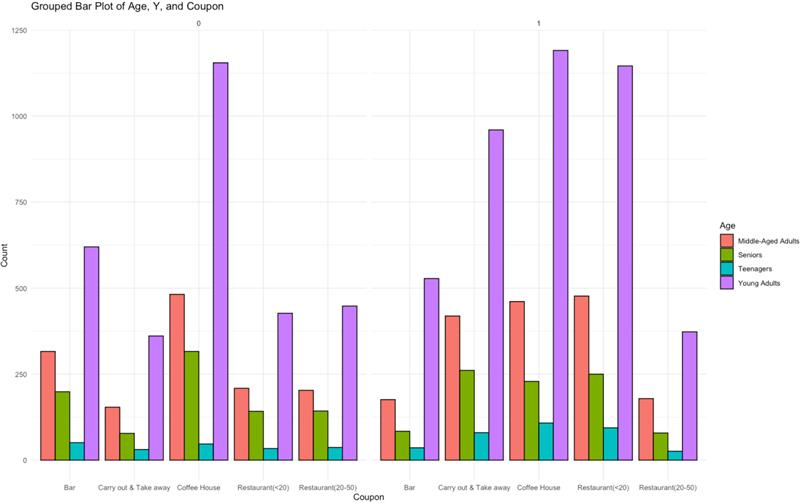 Grouped Bar Plot of Age, Y, and Coupon
0
1
1250
1000
750
500
250
0
Count
Bar
Carry out & Take away
Coffee House
Restaurant(<20)
Restaurant(20-50)
Bar
Carry out & Take away
Coffee House
Restaurant(<20)
Restaurant(20-50)
Coupon
Age
Middle-Aged Adults
Seniors
Teenagers
Young Adults